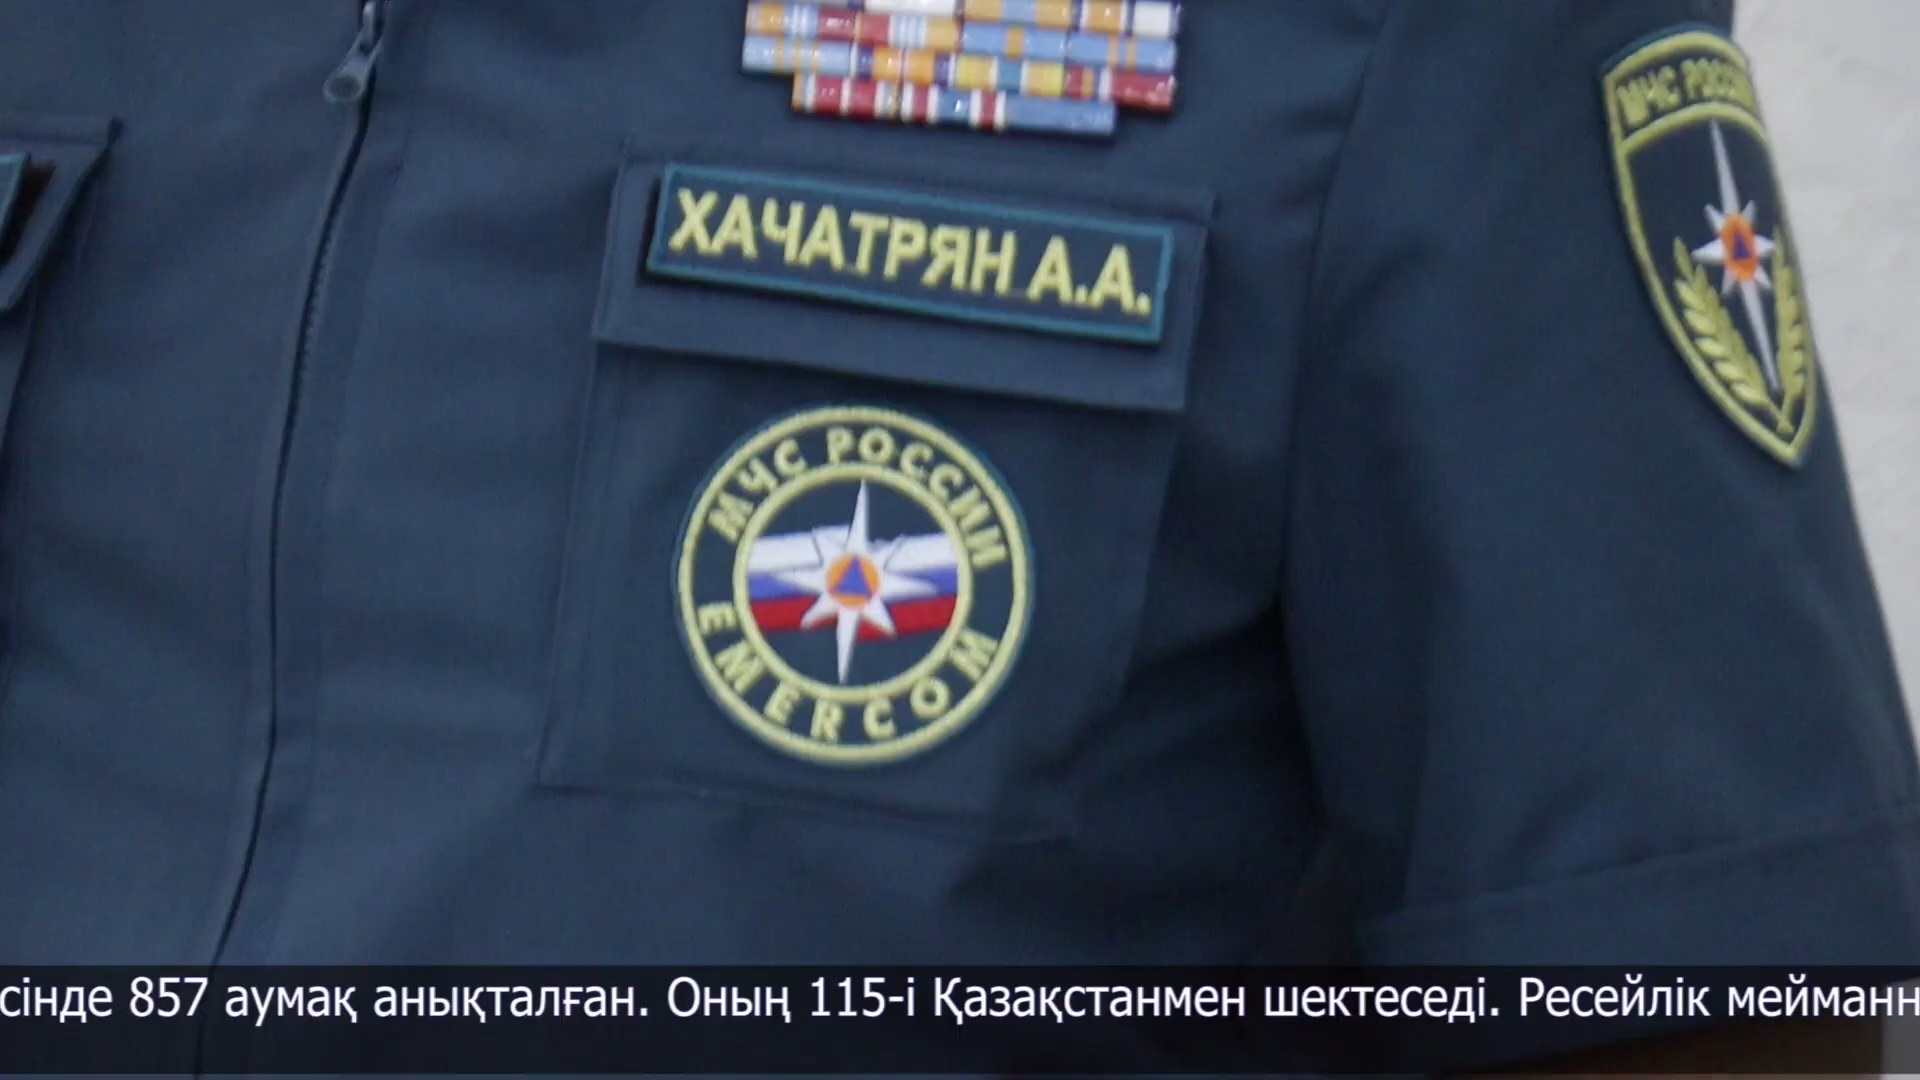 МЧС РОССИИ
ХАЧАТРЯН А.А.
МЧС РОССИИ
EMERCOM
сінде 857 аумақ анықталған. Оның 115-і Қазақстанмен шектеседі. Ресейлік мейманн